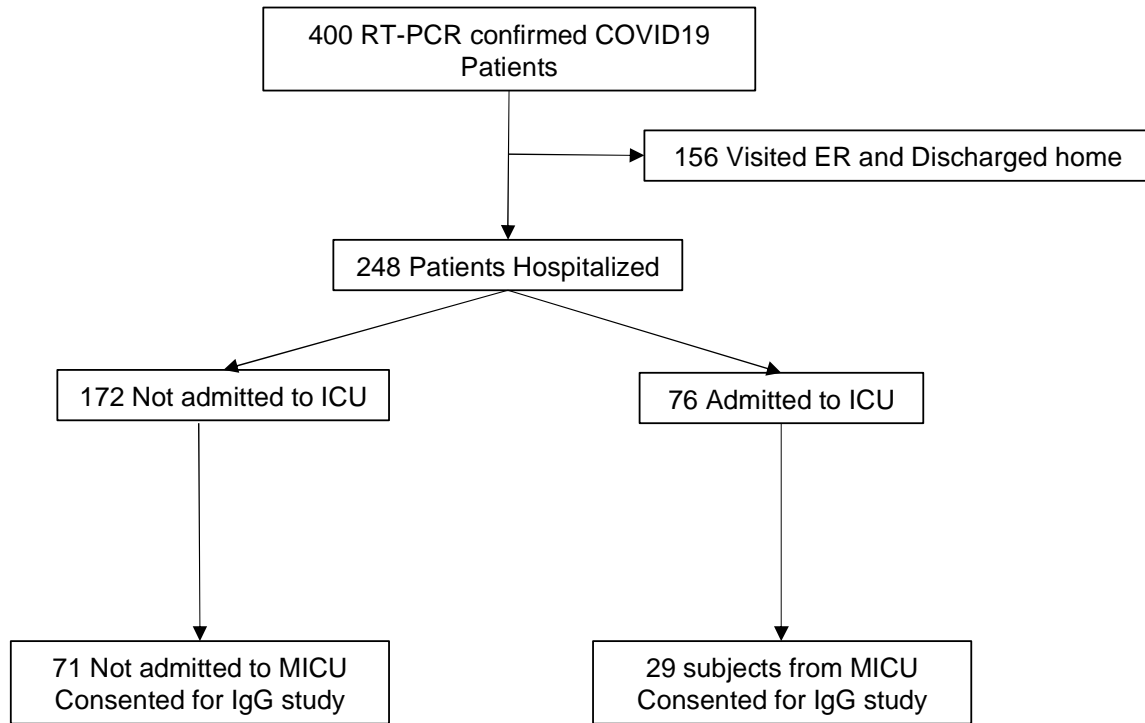 400 RT-PCR confirmed COVID19
Patients
156 Visited ER and Discharged home
248 Patients Hospitalized
172 Not admitted to ICU
76 Admitted to ICU
71 Not admitted to MICU
Consented for IgG study
29 subjects from MICU
Consented for IgG study